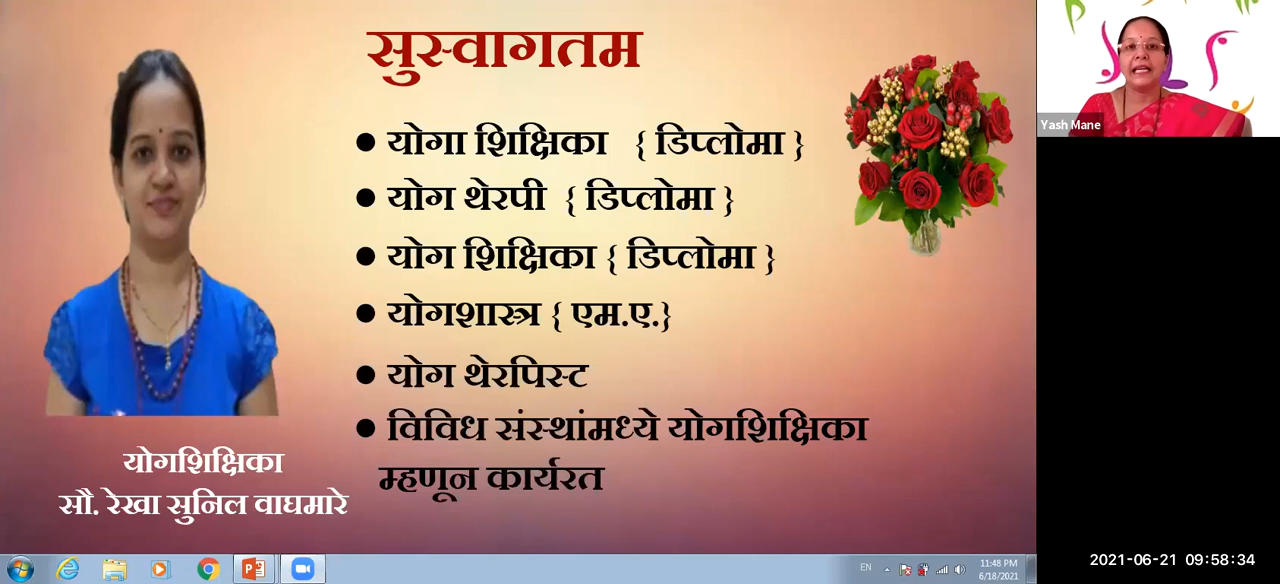 सुस्वागतम
● योगा शिक्षिका { डिप्लोमा }
● योग थेरपी { डिप्लोमा }
● योग शिक्षिका { डिप्लोमा }
● योगशास्त्र { एम.ए.}
● योग थेरपिस्ट
● विविध संस्थांमध्ये योगशिक्षिका
म्हणून कार्यरत
योगशिक्षिका
सौ. रेखा सुनिल वाघमारे
Yash Mane
EN
11:48 PM
6/18/2021
2021-06-21 09:58:34